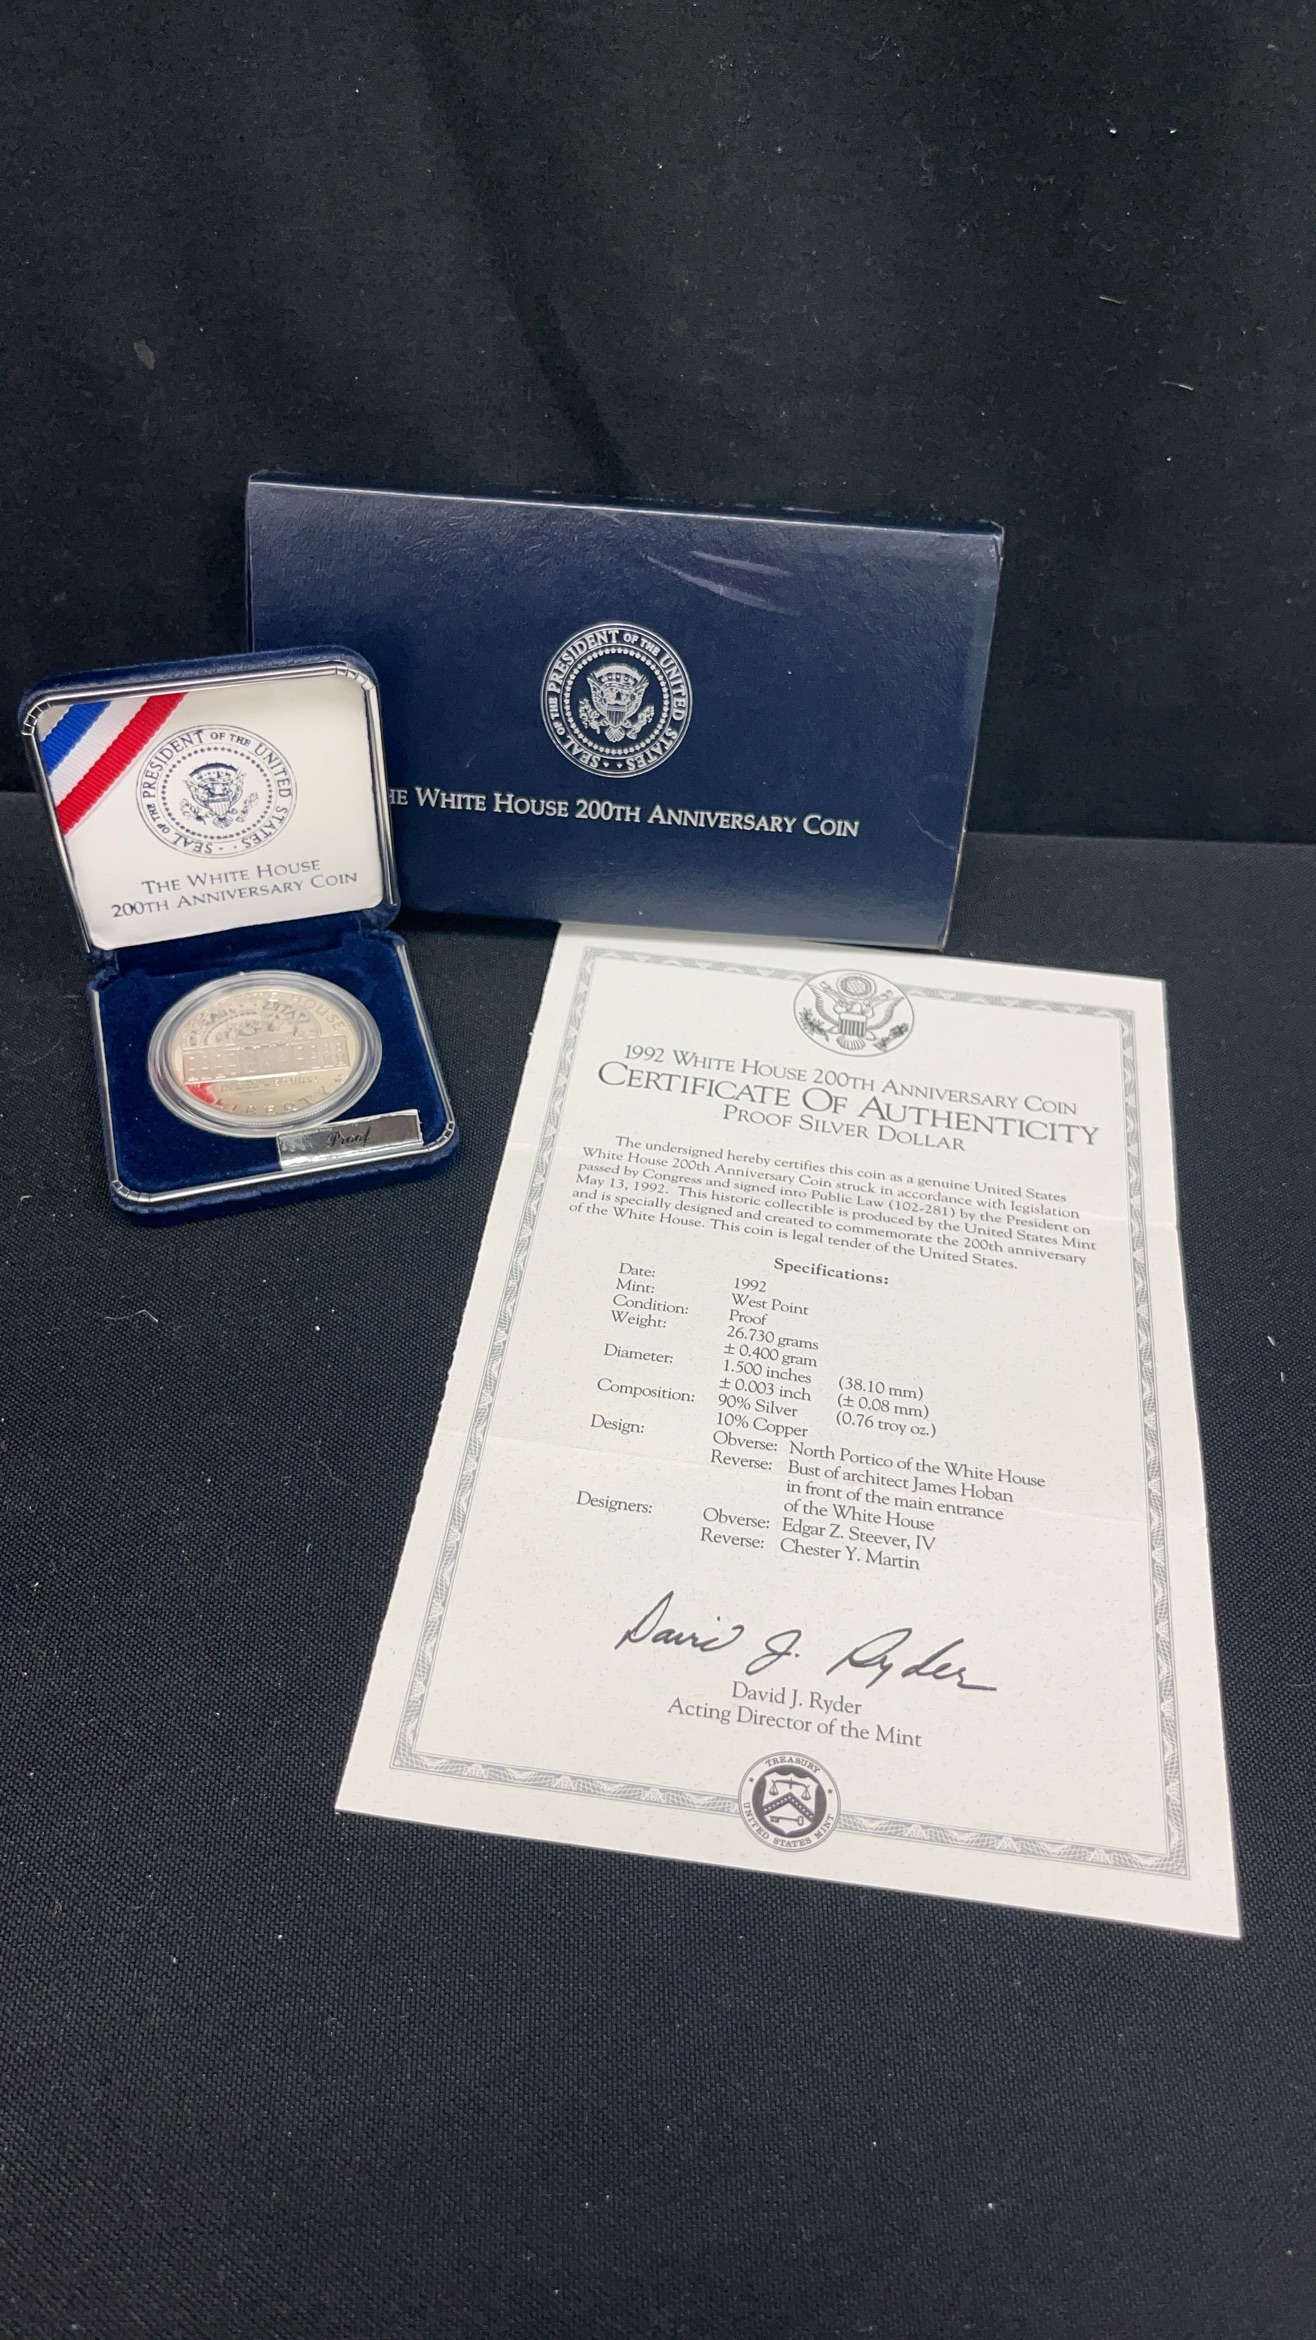 SEAL OF THE PRESIDENT OF THE UNITED STATES
HE WHITE HOUSE 200TH ANNIVERSARY COIN
SEAL OF THE PRESIDENT OF THE UNITED STATES
THE WHITE HOUSE
200TH ANNIVERSARY COIN
HOUSE
LIBERTY
Proof
1992 WHITE HOUSE 200TH ANNIVERSARY COIN
CERTIFICATE OF AUTHENTICITY
PROOF SILVER DOLLAR
The undersigned hereby certifies this coin as a genuine United States
White House 200th Anniversary Coin struck in accordance with legislation
passed by Congress and signed into Public Law (102-281) by the President on
May 13, 1992. This historic collectible is produced by the United States Mint
and is specially designed and created to commemorate the 200th anniversary
of the White House. This coin is legal tender of the United States.
Specifications:
Date: 1992
Mint: West Point
Condition: Proof
Weight: 26.730 grams
± 0.400 gram
Diameter: 1.500 inches (38.10 mm)
± 0.003 inch (± 0.08 mm)
Composition: 90% Silver (0.76 troy oz.)
10% Copper
Design: Obverse: North Portico of the White House
Reverse: Bust of architect James Hoban
in front of the main entrance
of the White House
Designers: Obverse: Edgar Z. Steever, IV
Reverse: Chester Y. Martin
David J. Ryder
David J. Ryder
Acting Director of the Mint
TREASURY
UNITED STATES MINT